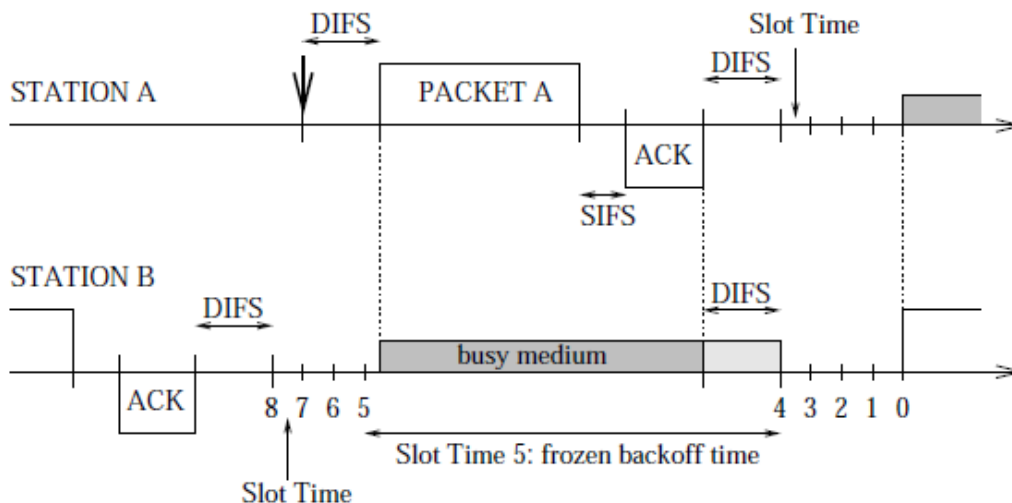 DIFS
Slot Time
DIFS
STATION A
PACKET A
ACK
SIFS
STATION B
DIFS
DIFS
busy medium
ACK
8 7 6 5 4 3 2 1 0
Slot Time 5: frozen backoff time
Slot Time